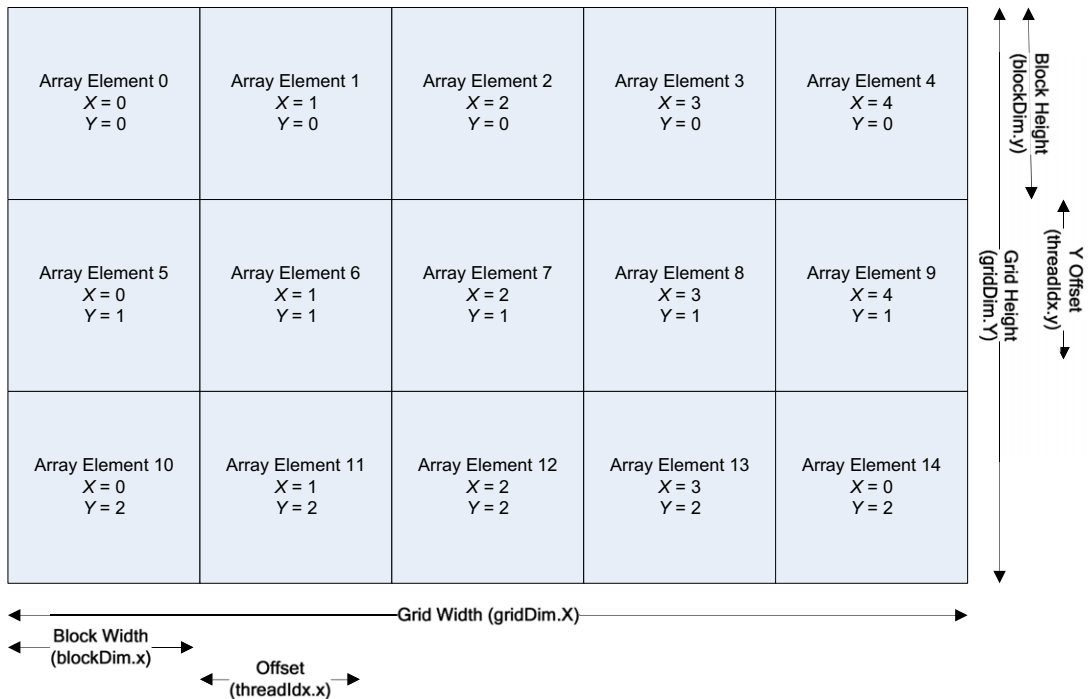 Array Element 0
X = 0
Y = 0
Array Element 1
X = 1
Y = 0
Array Element 2
X = 2
Y = 0
Array Element 3
X = 3
Y = 0
Array Element 4
X = 4
Y = 0
Array Element 5
X = 0
Y = 1
Array Element 6
X = 1
Y = 1
Array Element 7
X = 2
Y = 1
Array Element 8
X = 3
Y = 1
Array Element 9
X = 4
Y = 1
Array Element 10
X = 0
Y = 2
Array Element 11
X = 1
Y = 2
Array Element 12
X = 2
Y = 2
Array Element 13
X = 3
Y = 2
Array Element 14
X = 0
Y = 2
Block Height
(blockDim.y)
Y Offset
(threadIdx.y)
Grid Height
(gridDim.Y)
Grid Width (gridDim.X)
Block Width
(blockDim.x)
Offset
(threadIdx.x)